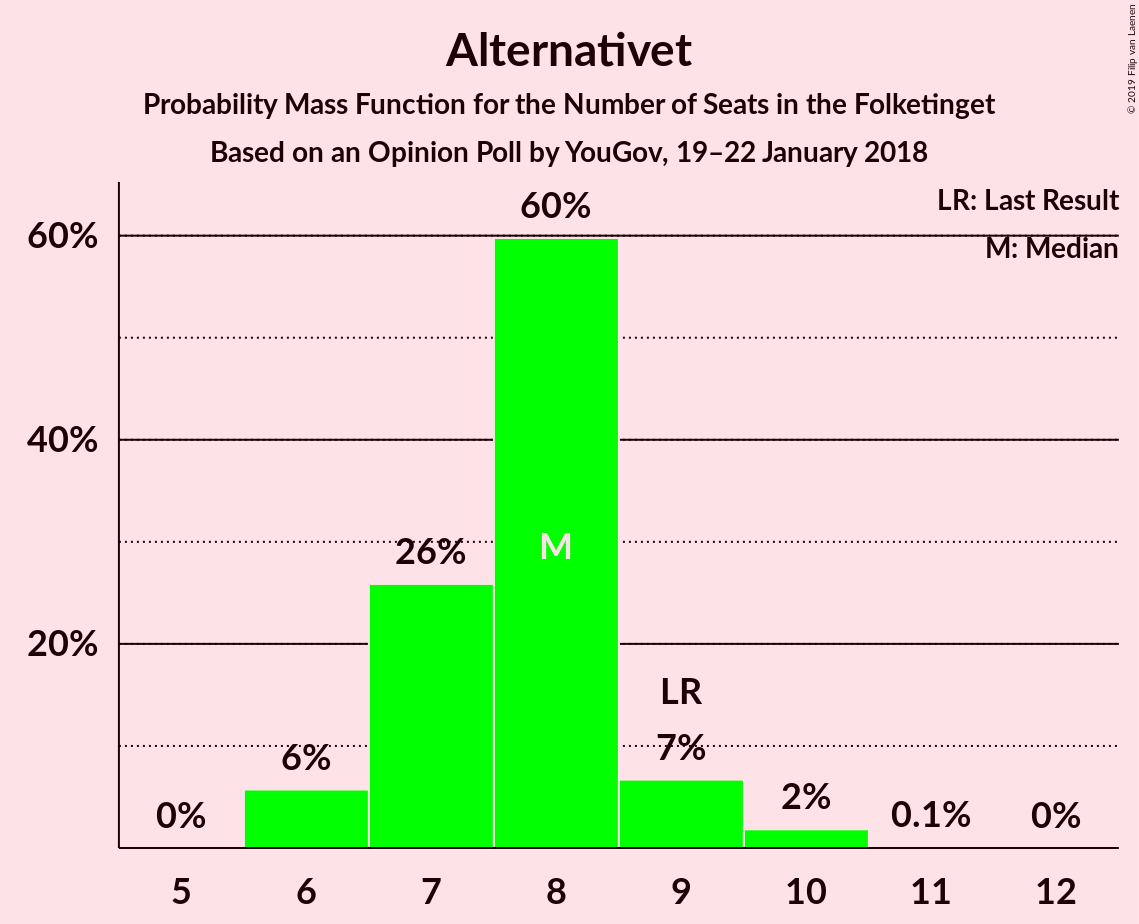 Alternativet
Probability Mass Function for the Number of Seats in the Folketinget
Based on an Opinion Poll by YouGov, 19–22 January 2018
© 2019 Filip van Laenen
LR: Last Result
M: Median
60%
40%
20%
0%
6%
26%
60%
M
LR
7%
2%
0.1%
0%
5 6 7 8 9 10 11 12